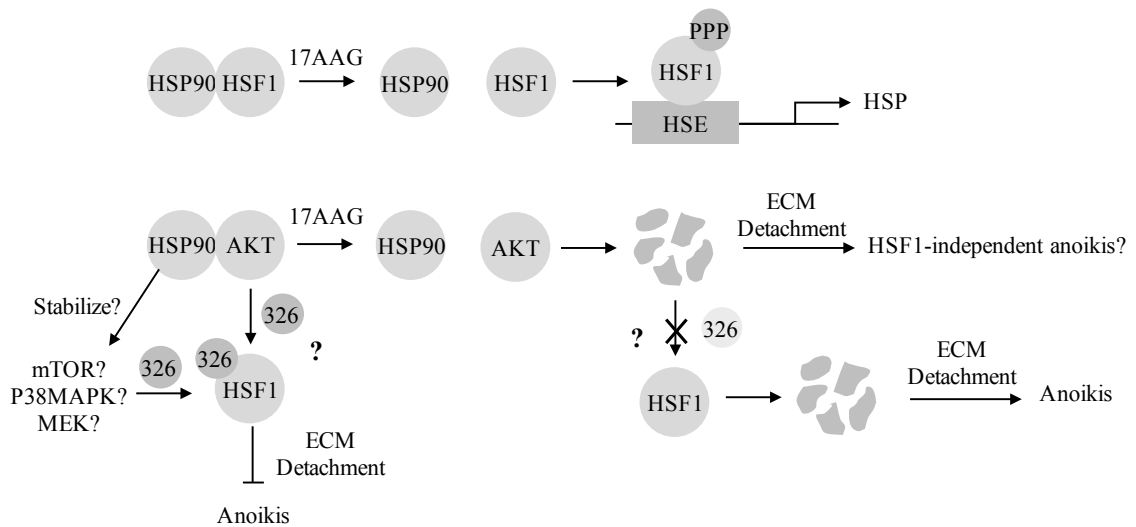 PPP
17AAG
HSP90
HSF1
HSP90
HSF1
HSF1
HSP
HSE
17AAG
ECM
Detachment
HSP90
AKT
HSP90
AKT
HSF1-independent anoikis?
Stabilize?
326
?
?
326
mTOR?
P38MAPK?
MEK?
326
326
HSF1
HSF1
ECM
Detachment
Anoikis
ECM
Detachment
Anoikis